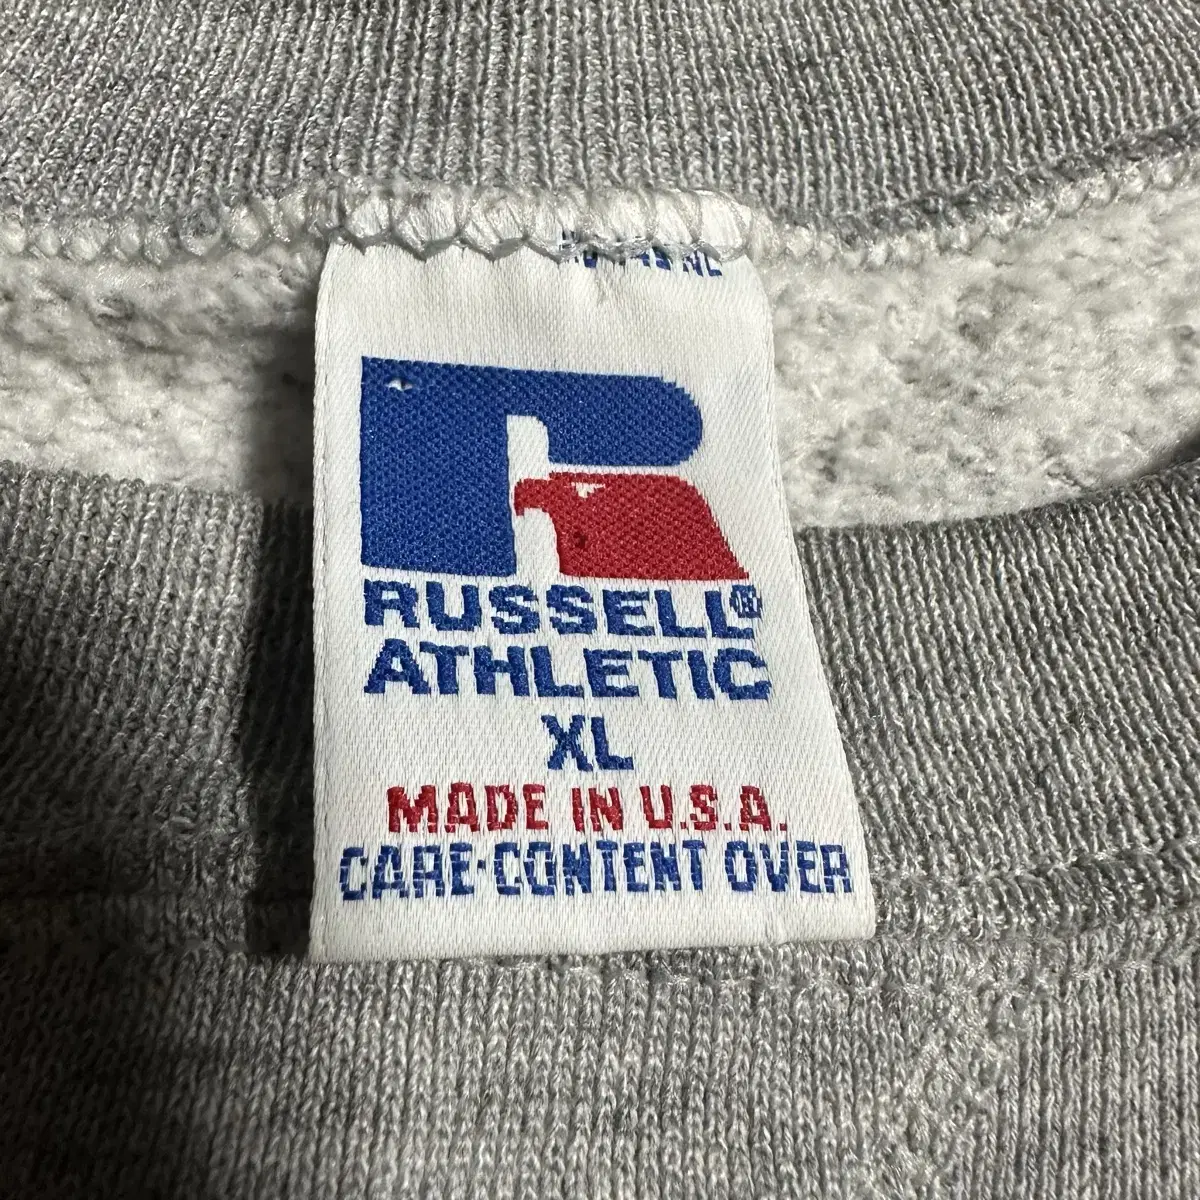 RUSSELL®
ATHLETIC
XL
MADE IN U.S.A.
CARE·CONTENT OVER